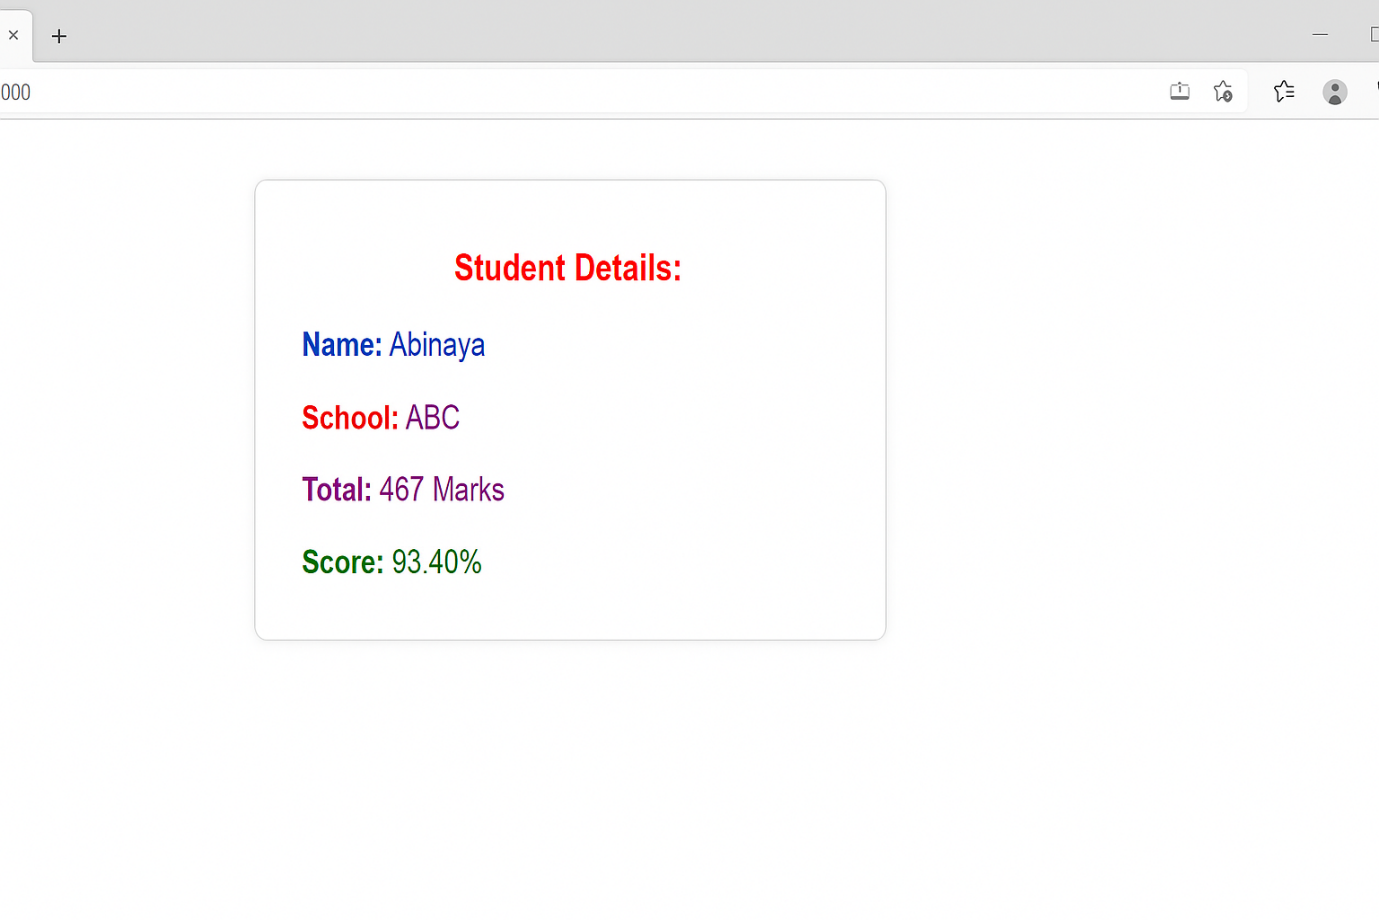 000
Student Details:
Name: Abinaya
School: ABC
Total: 467 Marks
Score: 93.40%